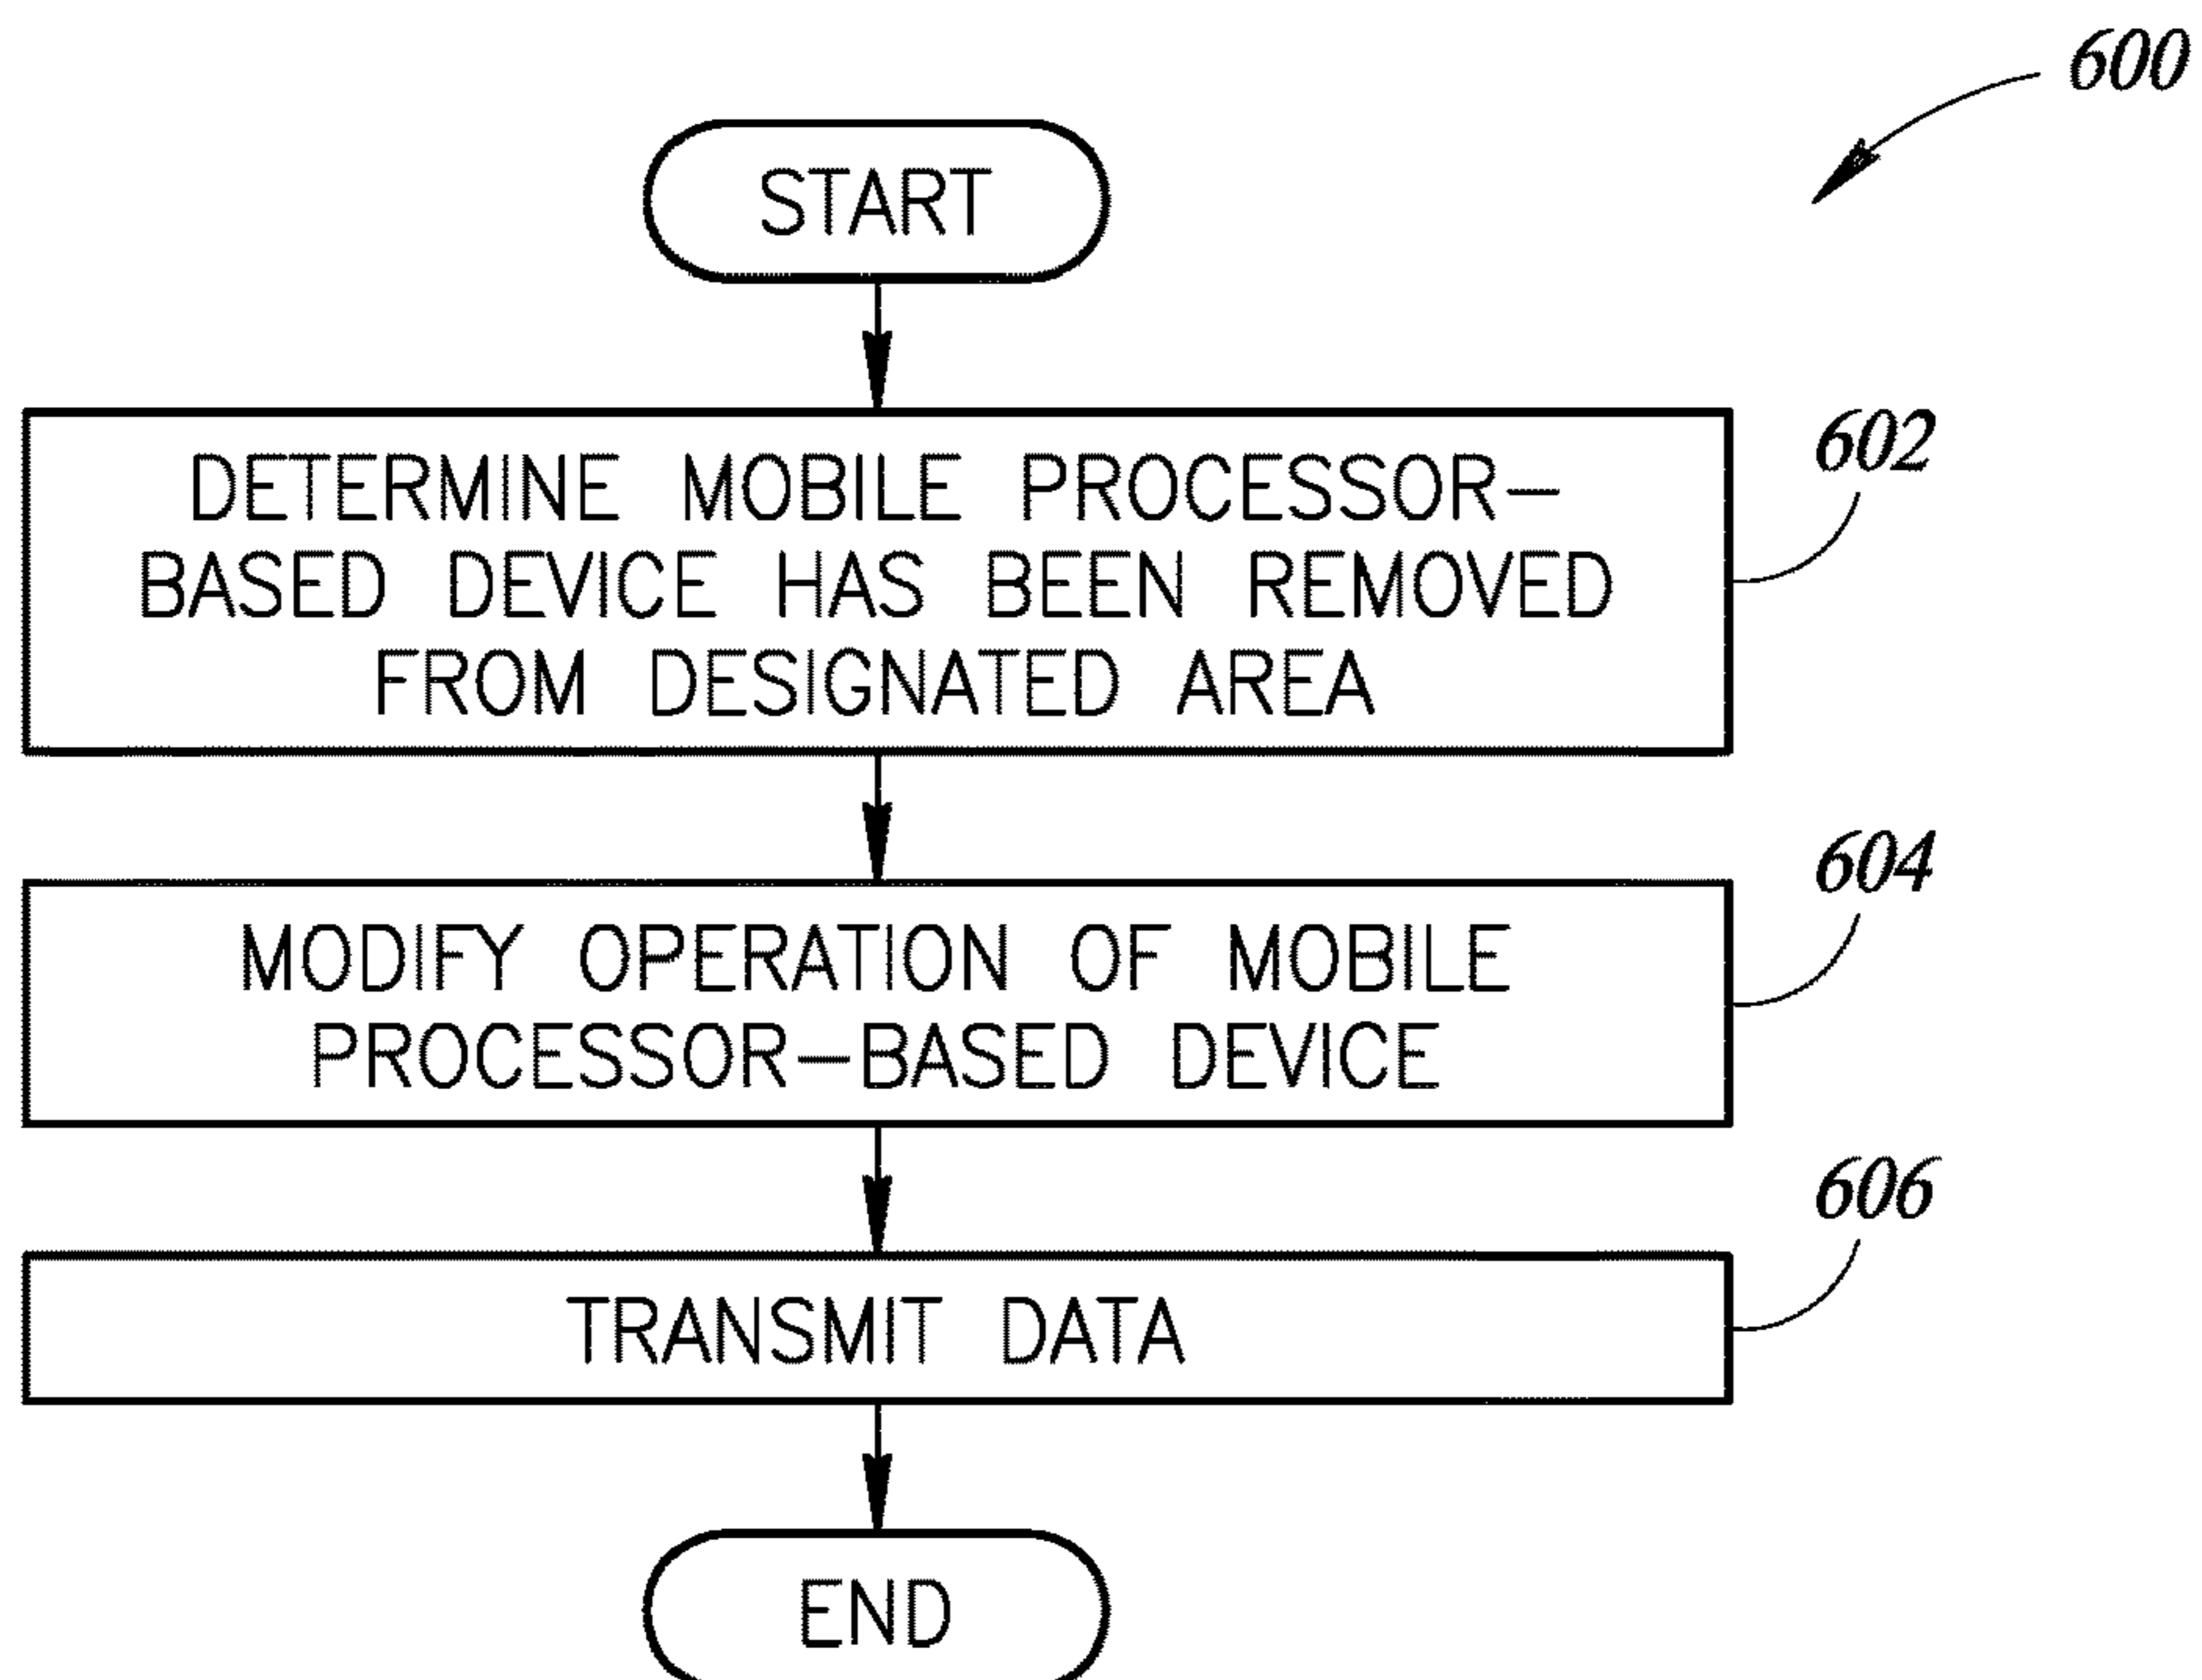 600
START
DETERMINE MOBILE PROCESSOR-
BASED DEVICE HAS BEEN REMOVED
FROM DESIGNATED AREA
602
MODIFY OPERATION OF MOBILE
PROCESSOR-BASED DEVICE
604
TRANSMIT DATA
606
END